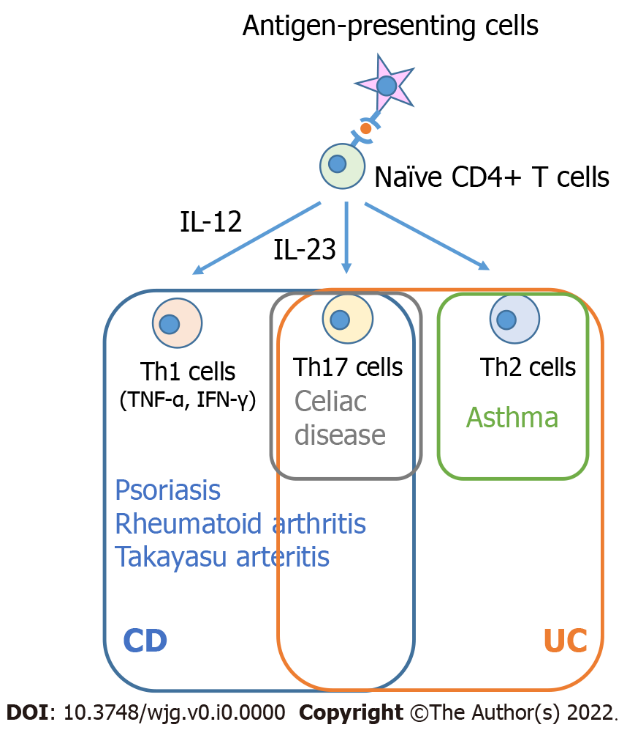 Antigen-presenting cells
Naïve CD4+ T cells
IL-12
IL-23
Th1 cells
(TNF-α, IFN-γ)
Th17 cells
Celiac
disease
Th2 cells
Asthma
Psoriasis
Rheumatoid arthritis
Takayasu arteritis
CD
UC
DOI: 10.3748/wjg.v0.i0.0000 Copyright ©The Author(s) 2022.